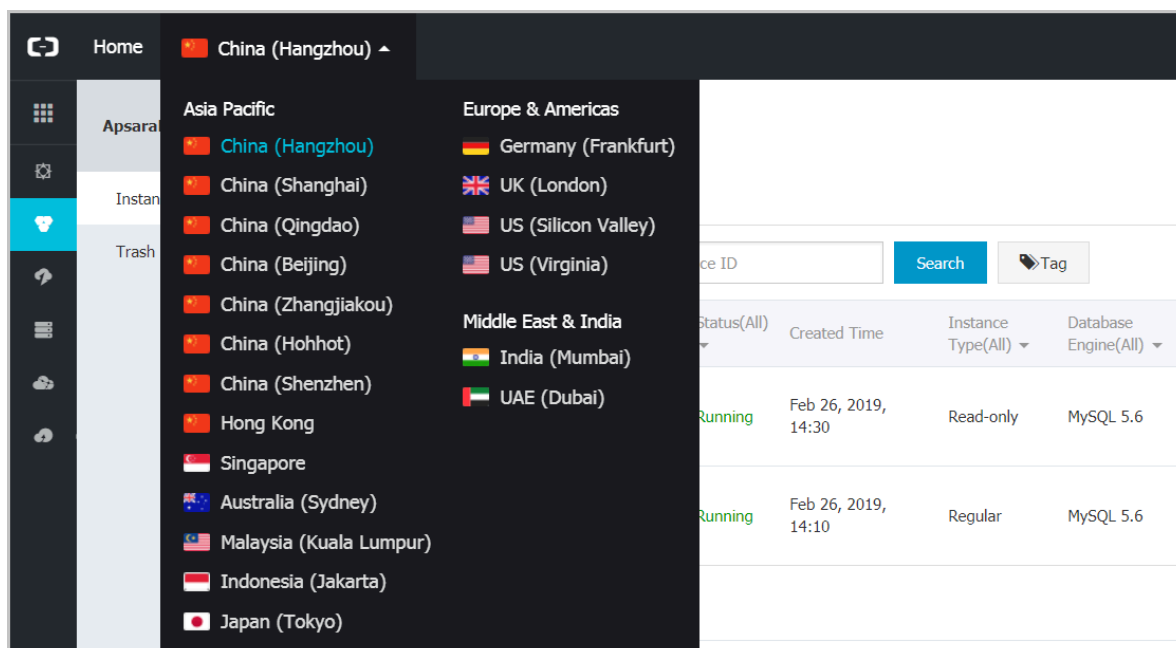 Home
China (Hangzhou)
Asia Pacific
China (Hangzhou)
China (Shanghai)
China (Qingdao)
China (Beijing)
China (Zhangjiakou)
China (Hohhot)
China (Shenzhen)
Hong Kong
Singapore
Australia (Sydney)
Malaysia (Kuala Lumpur)
Indonesia (Jakarta)
Japan (Tokyo)
Europe & Americas
Germany (Frankfurt)
UK (London)
US (Silicon Valley)
US (Virginia)
Middle East & India
India (Mumbai)
UAE (Dubai)
Apsara
Instan
Trash
ce ID
Search
Tag
Status(All)
Created Time
Instance
Type(All)
Database
Engine(All)
Running
Feb 26, 2019,
14:30
Read-only
MySQL 5.6
Running
Feb 26, 2019,
14:10
Regular
MySQL 5.6